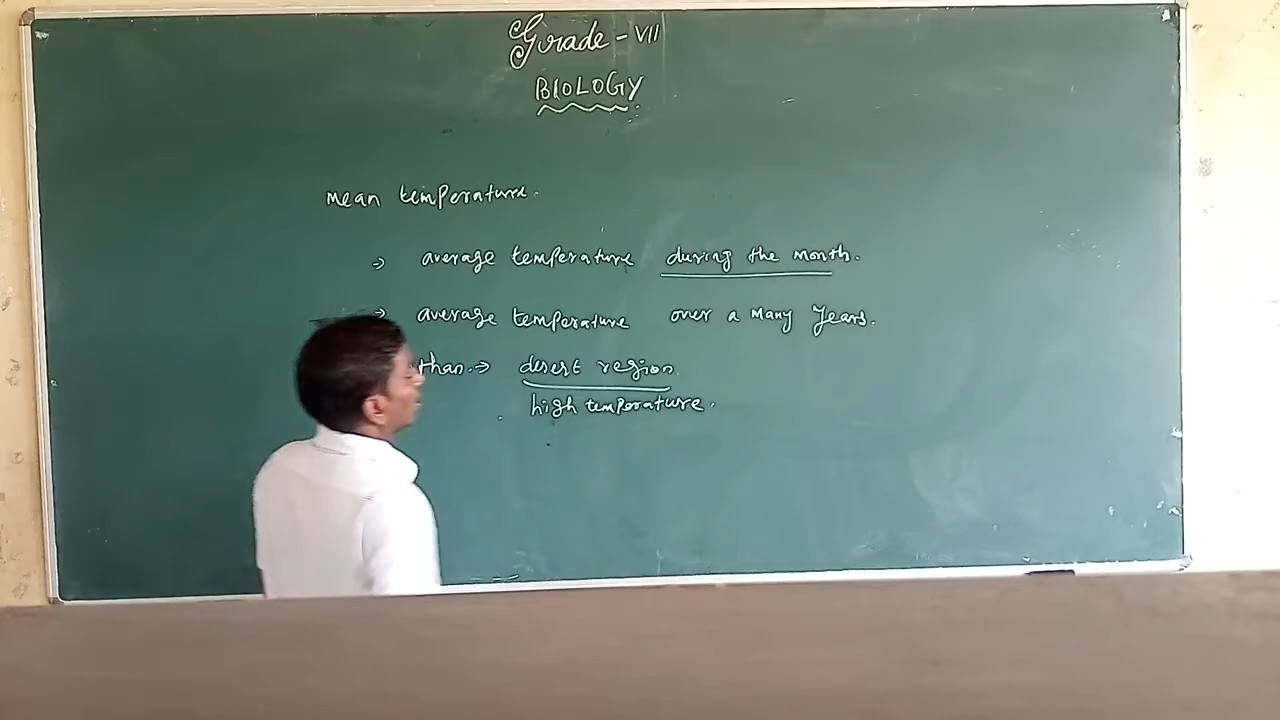 Grade - VII
BIOLOGY
Mean temperature.
→ average temperature during the month.
→ average temperature over a many years.
than. → desert region.
high temperature.